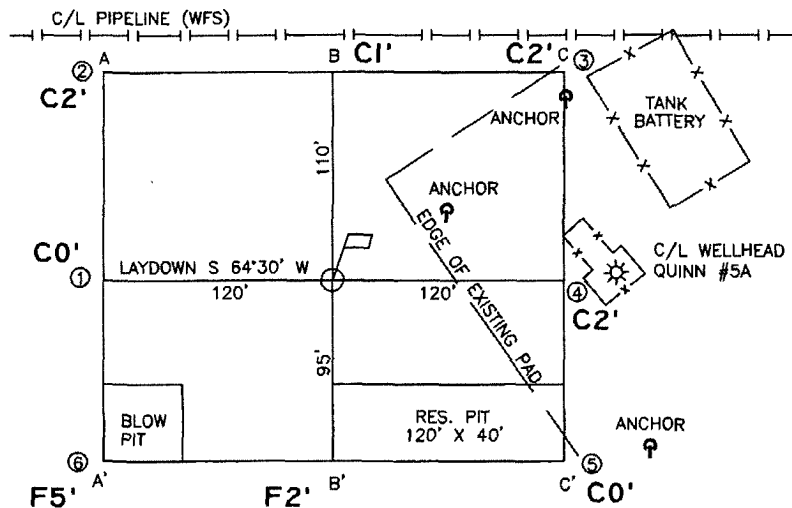 C/L PIPELINE (WFS)
A
B
C1'
C2'
C
2
3
C2'
TANK
BATTERY
ANCHOR
110'
ANCHOR
EDGE OF EXISTING PAD
C0'
C/L WELLHEAD
QUINN #5A
1
LAYDOWN S 64°30' W
120'
120'
4
C2'
95'
BLOW
PIT
RES. PIT
120' X 40'
ANCHOR
6
5
A'
B'
C'
F5'
F2'
C0'